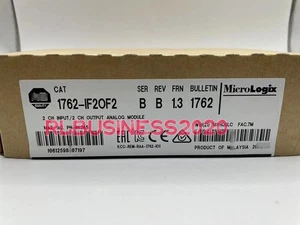 CAT SER REV FRN BULLETIN MicroLogix
1762-IF2OF2 B B 1.3 1762
2 CH INPUT/2 CH OUTPUT ANALOG MODULE
PLBUSINESS2020
PRODUCT OF MALAYSIA